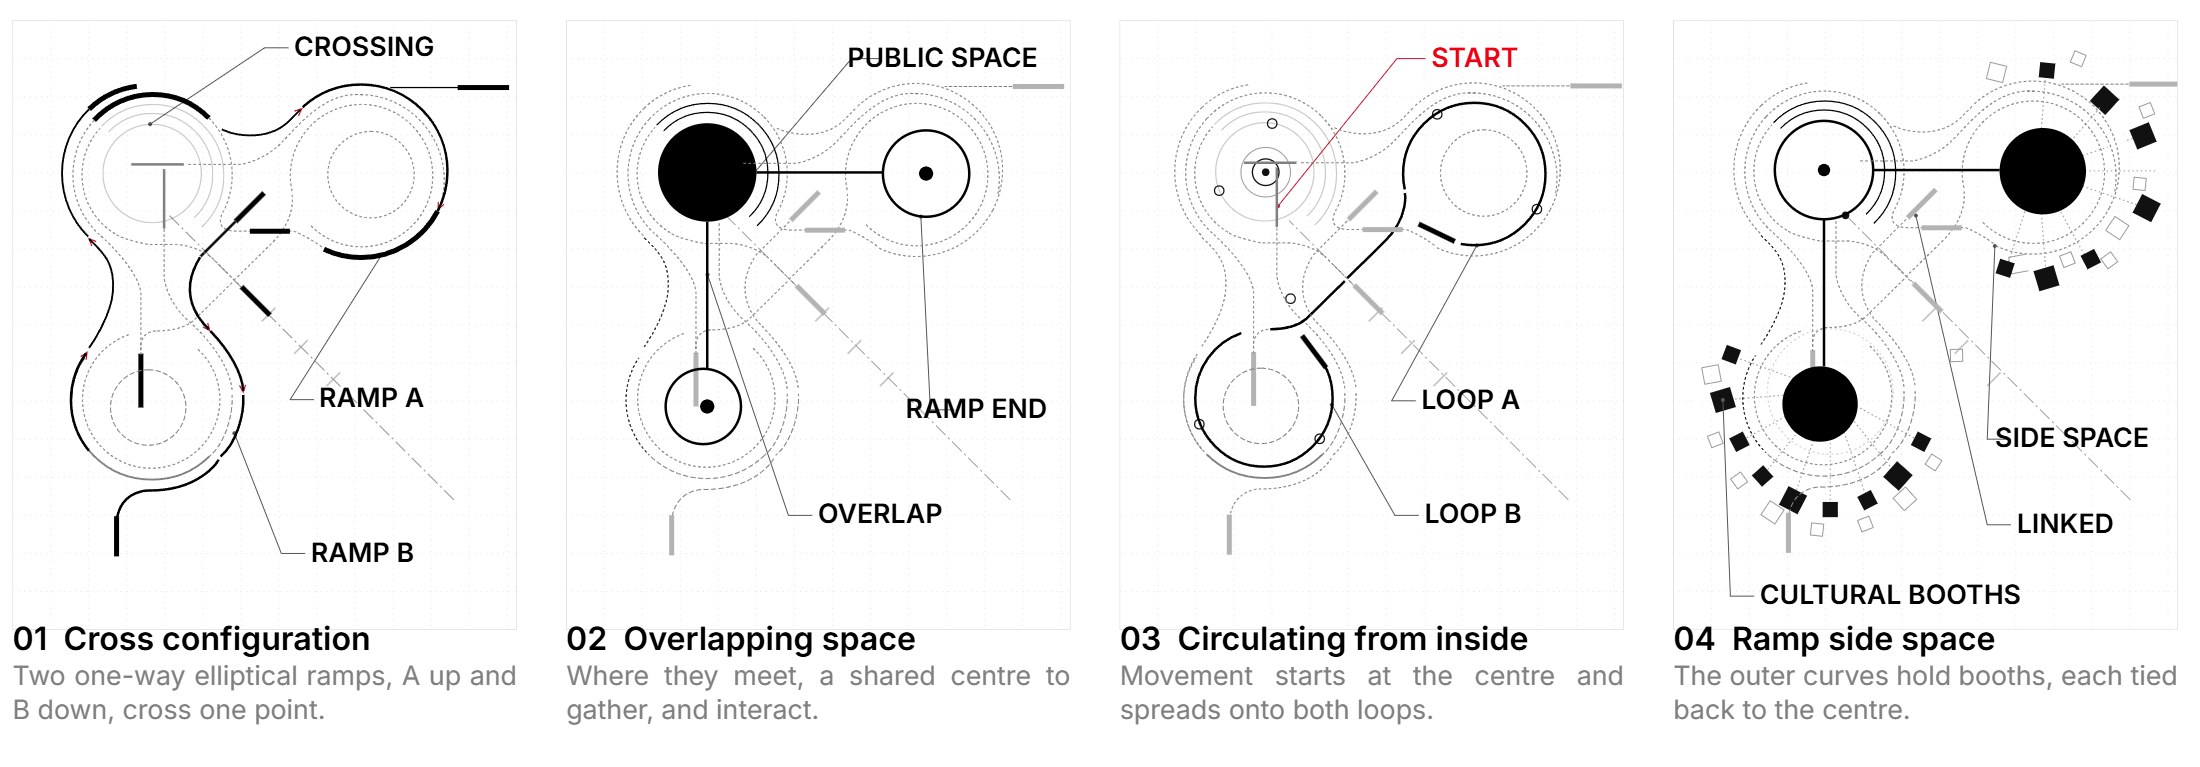 CROSSING
RAMP A
RAMP B
01 Cross configuration
Two one-way elliptical ramps, A up and
B down, cross one point.
PUBLIC SPACE
RAMP END
OVERLAP
02 Overlapping space
Where they meet, a shared centre to
gather, and interact.
START
LOOP A
LOOP B
03 Circulating from inside
Movement starts at the centre and
spreads onto both loops.
SIDE SPACE
LINKED
CULTURAL BOOTHS
04 Ramp side space
The outer curves hold booths, each tied
back to the centre.